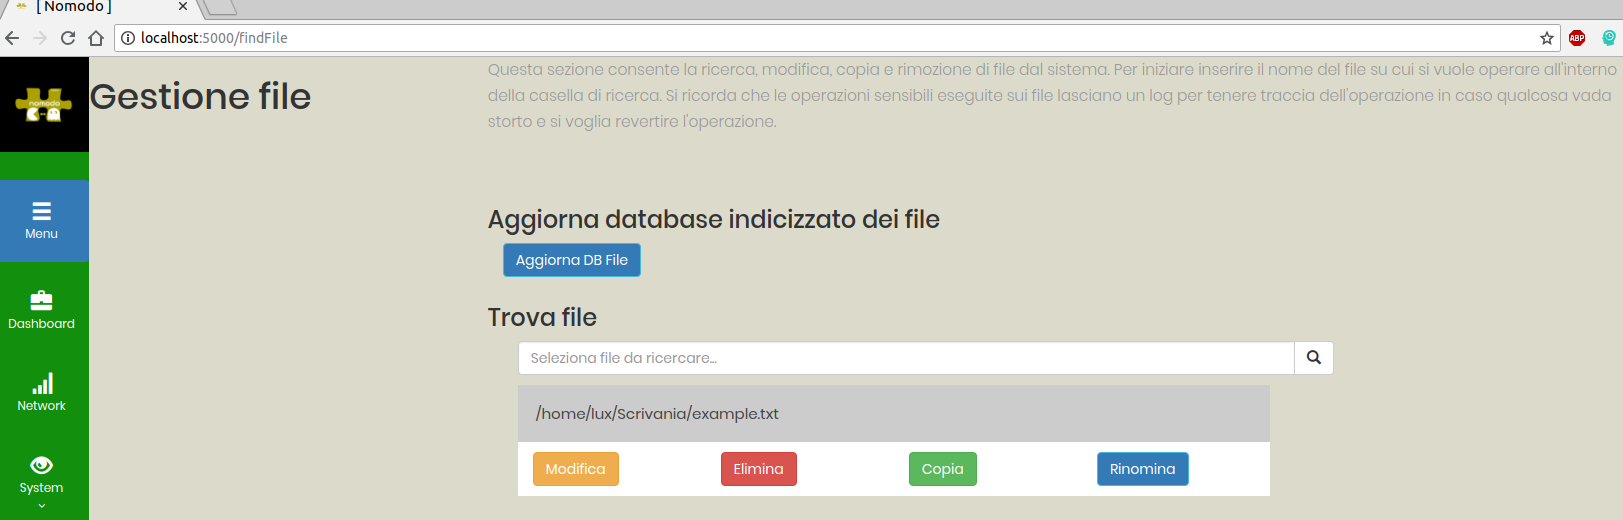 [ Nomodo ]
localhost:5000/findFile
ABP
nomodo
Gestione file
Questa sezione consente la ricerca, modifica, copia e rimozione di file dal sistema. Per iniziare inserire il nome del file su cui si vuole operare all'interno
della casella di ricerca. Si ricorda che le operazioni sensibili eseguite sui file lasciano un log per tenere traccia dell'operazione in caso qualcosa vada
storto e si voglia revertire l'operazione.
Menu
Dashboard
Network
System
Aggiorna database indicizzato dei file
Aggiorna DB File
Trova file
Seleziona file da ricercare...
/home/lux/Scrivania/example.txt
Modifica Elimina Copia Rinomina